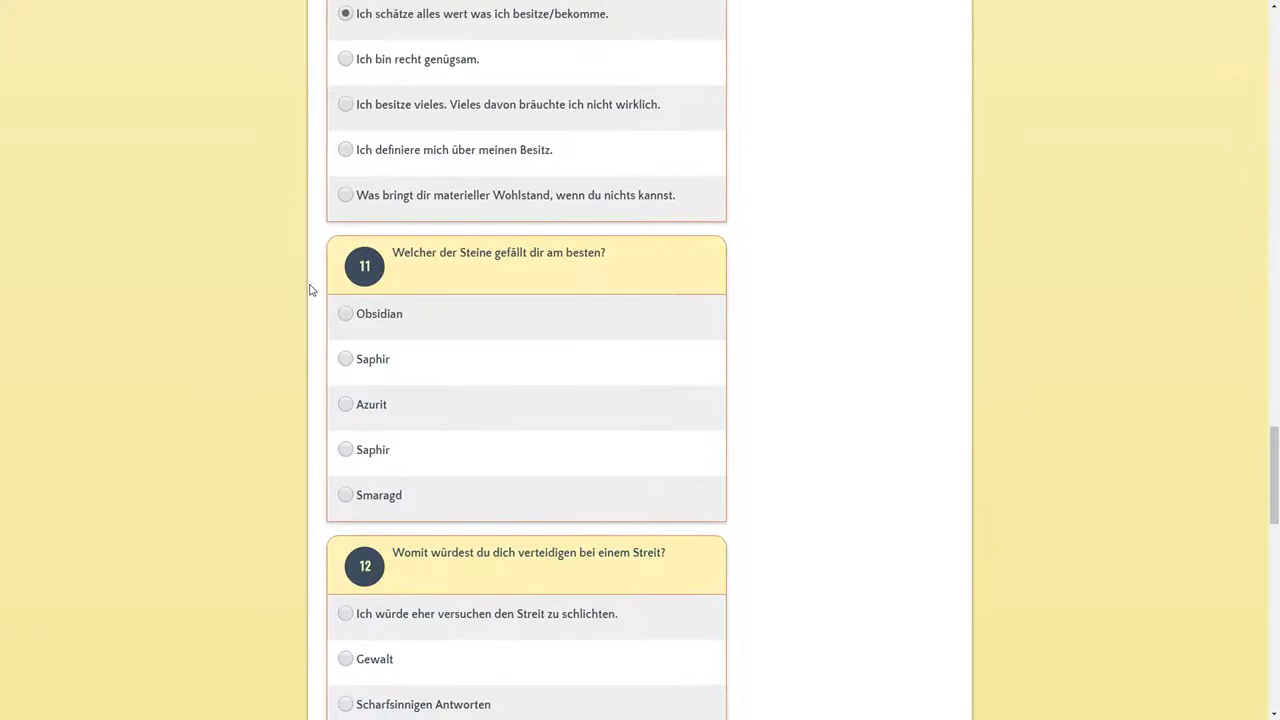 Ich schätze alles wert was ich besitze/bekomme.
Ich bin recht genügsam.
Ich besitze vieles. Vieles davon bräuchte ich nicht wirklich.
Ich definiere mich über meinen Besitz.
Was bringt dir materieller Wohlstand, wenn du nichts kannst.
11
Welcher der Steine gefällt dir am besten?
Obsidian
Saphir
Azurit
Saphir
Smaragd
12
Womit würdest du dich verteidigen bei einem Streit?
Ich würde eher versuchen den Streit zu schlichten.
Gewalt
Scharfsinnigen Antworten